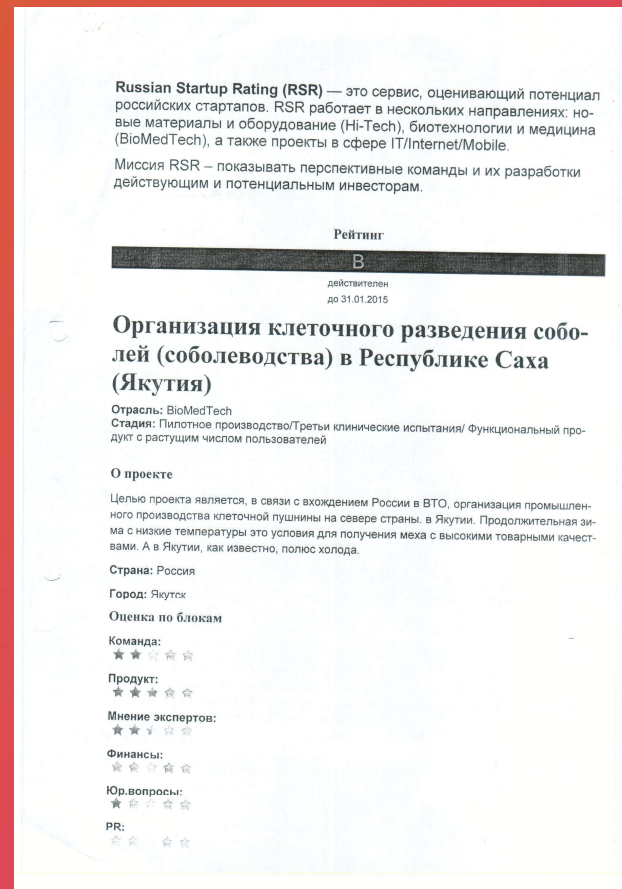 Russian Startup Rating (RSR) — это сервис, оценивающий потенциал
российских стартапов. RSR работает в нескольких направлениях: но-
вые материалы и оборудование (Hi-Tech), биотехнологии и медицина
(BioMedTech), а также проекты в сфере IT/Internet/Mobile.
Миссия RSR – показывать перспективные команды и их разработки
действующим и потенциальным инвесторам.
Рейтинг
B
действителен
до 31.01.2015
Организация клеточного разведения собо-
лей (соболеводства) в Республике Саха
(Якутия)
Отрасль: BioMedTech
Стадия: Пилотное производство/Третьи клинические испытания/ Функциональный про-
дукт с растущим числом пользователей
О проекте
Целью проекта является, в связи с вхождением России в ВТО, организация промышлен-
ного производства клеточной пушнины на севере страны. в Якутии. Продолжительная зи-
ма с низкие температуры это условия для получения меха с высокими товарными качест-
вами. А в Якутии, как известно, полюс холода.
Страна: Россия
Город: Якутск
Оценка по блокам
Команда:
Продукт:
Мнение экспертов:
Финансы:
Юр.вопросы:
PR: